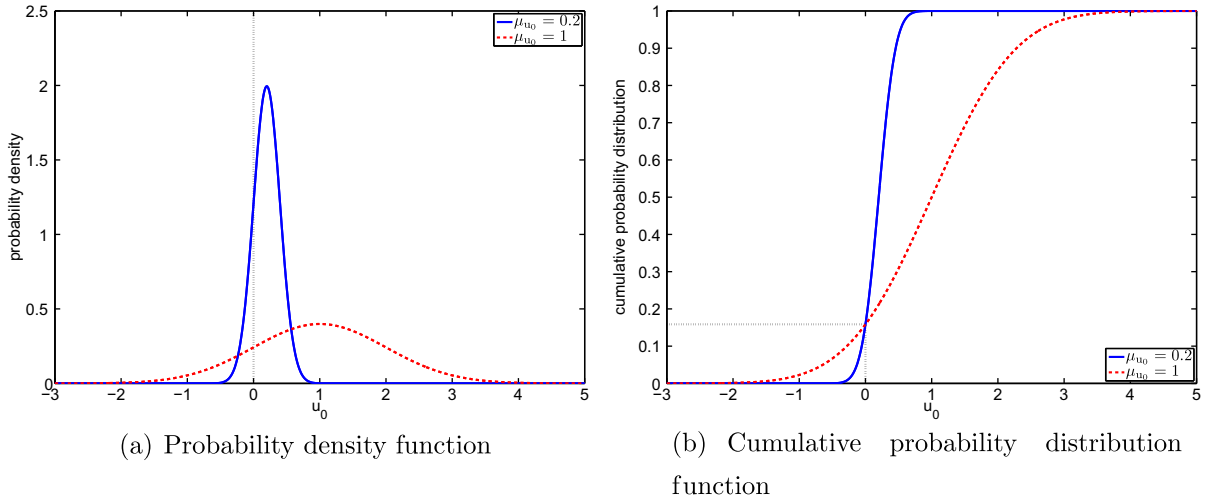 2.5
2
1.5
1
0.5
0
−3 −2 −1 0 1 2 3 4 5
u0
probability density
μu0 = 0.2
μu0 = 1
(a) Probability density function
1
0.9
0.8
0.7
0.6
0.5
0.4
0.3
0.2
0.1
0
−3 −2 −1 0 1 2 3 4 5
u0
cumulative probability distribution
μu0 = 0.2
μu0 = 1
(b) Cumulative probability distribution
function